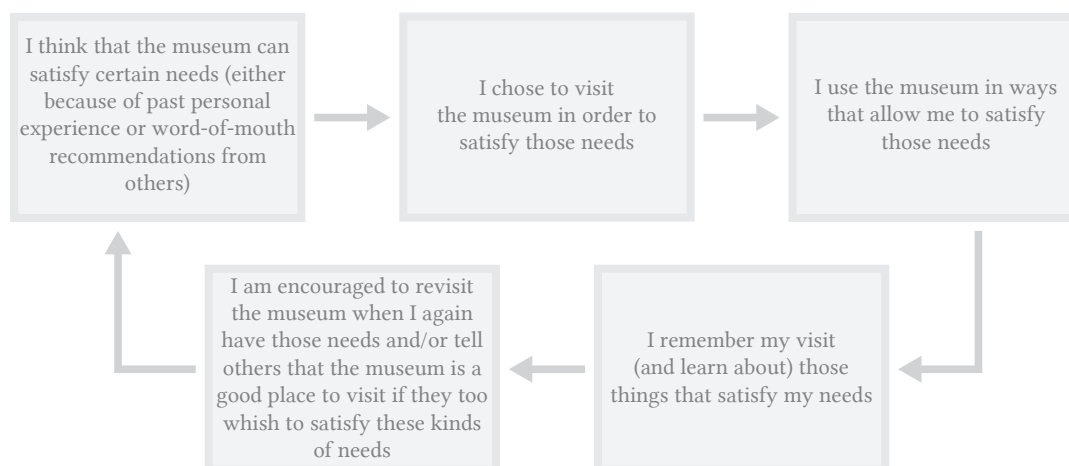 I think that the museum can
satisfy certain needs (either
because of past personal
experience or word-of-mouth
recommendations from
others)
I chose to visit
the museum in order to
satisfy those needs
I use the museum in ways
that allow me to satisfy
those needs
I remember my visit
(and learn about) those
things that satisfy my needs
I am encouraged to revisit
the museum when I again
have those needs and/or tell
others that the museum is a
good place to visit if they too
whish to satisfy these kinds
of needs